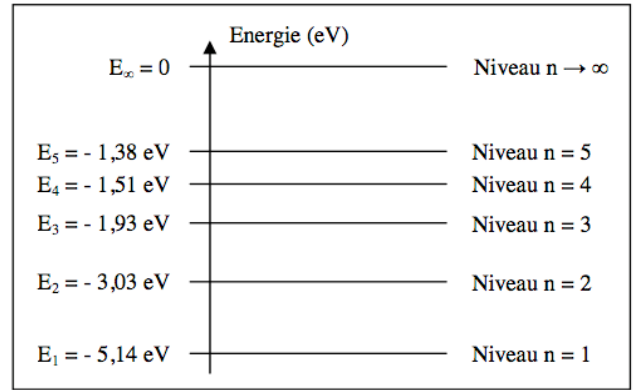 Energie (eV)
E∞ = 0 Niveau n → ∞
E5 = - 1,38 eV Niveau n = 5
E4 = - 1,51 eV Niveau n = 4
E3 = - 1,93 eV Niveau n = 3
E2 = - 3,03 eV Niveau n = 2
E1 = - 5,14 eV Niveau n = 1